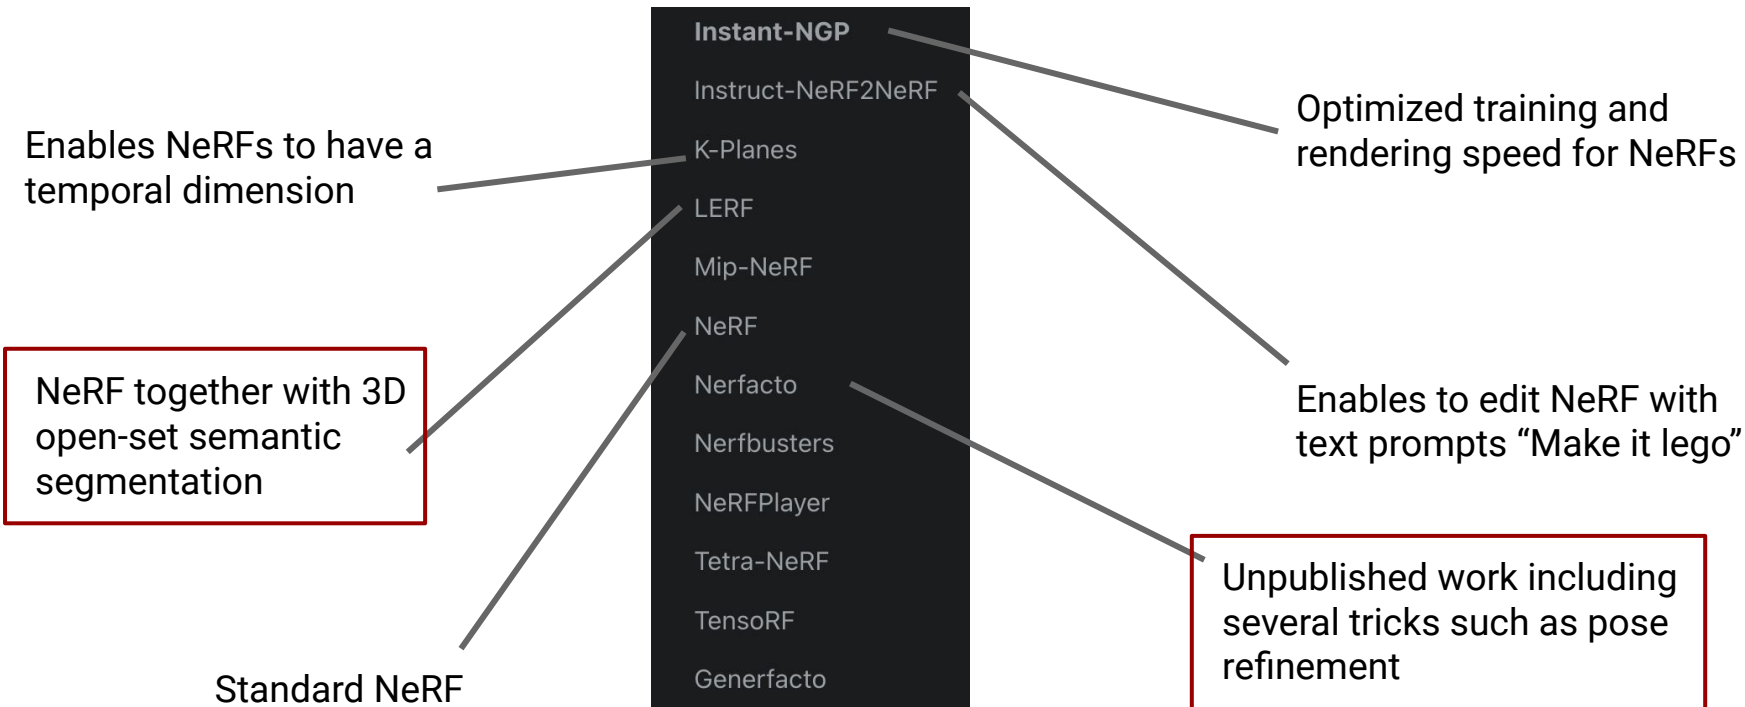 Instant-NGP
Instruct-NeRF2NeRF
K-Planes
LERF
Mip-NeRF
NeRF
Nerfacto
Nerfbusters
NeRFPlayer
Tetra-NeRF
TensoRF
Generfacto
Enables NeRFs to have a
temporal dimension
NeRF together with 3D
open-set semantic
segmentation
Standard NeRF
Optimized training and
rendering speed for NeRFs
Enables to edit NeRF with
text prompts “Make it lego”
Unpublished work including
several tricks such as pose
refinement